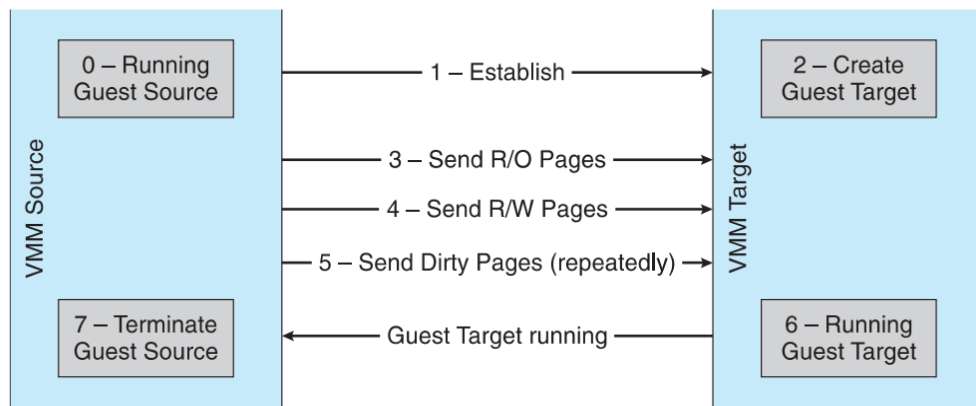 0 – Running
Guest Source
1 – Establish
2 – Create
Guest Target
3 – Send R/O Pages
VMM Source
VMM Target
4 – Send R/W Pages
5 – Send Dirty Pages (repeatedly)
7 – Terminate
Guest Source
Guest Target running
6 – Running
Guest Target